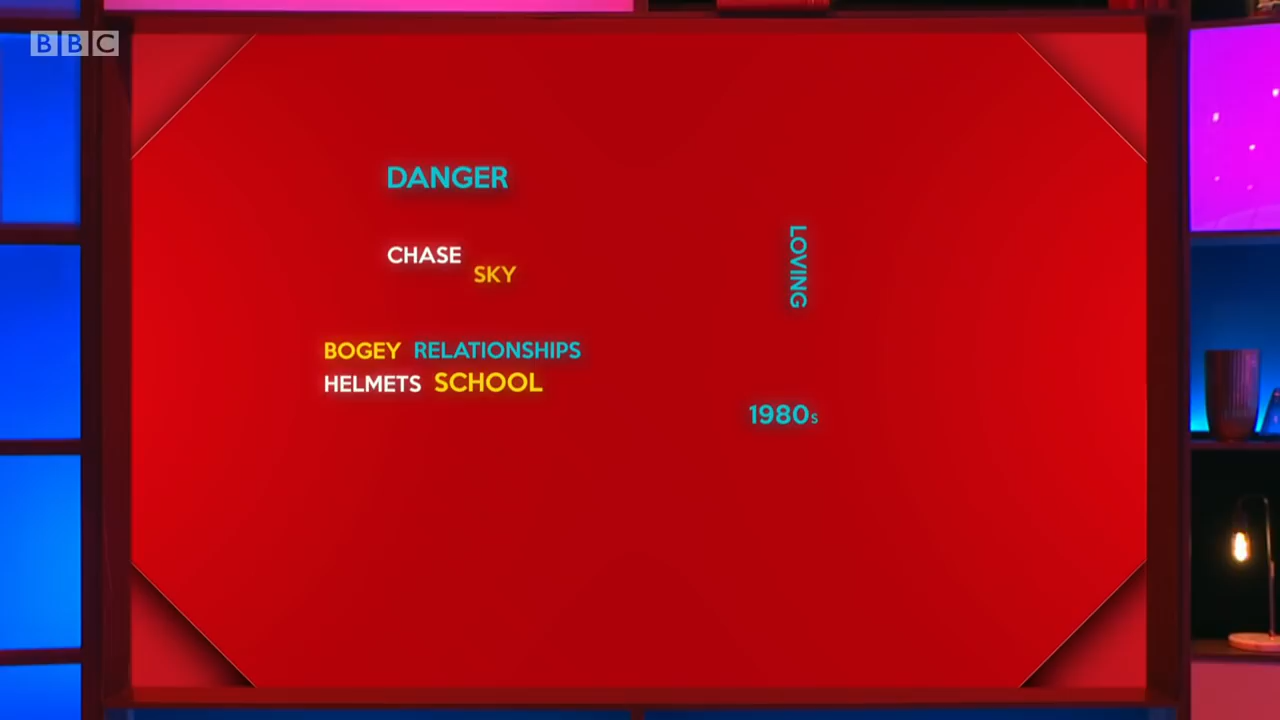 BBC
DANGER
CHASE
SKY
LOVING
BOGEY RELATIONSHIPS
HELMETS SCHOOL
1980s